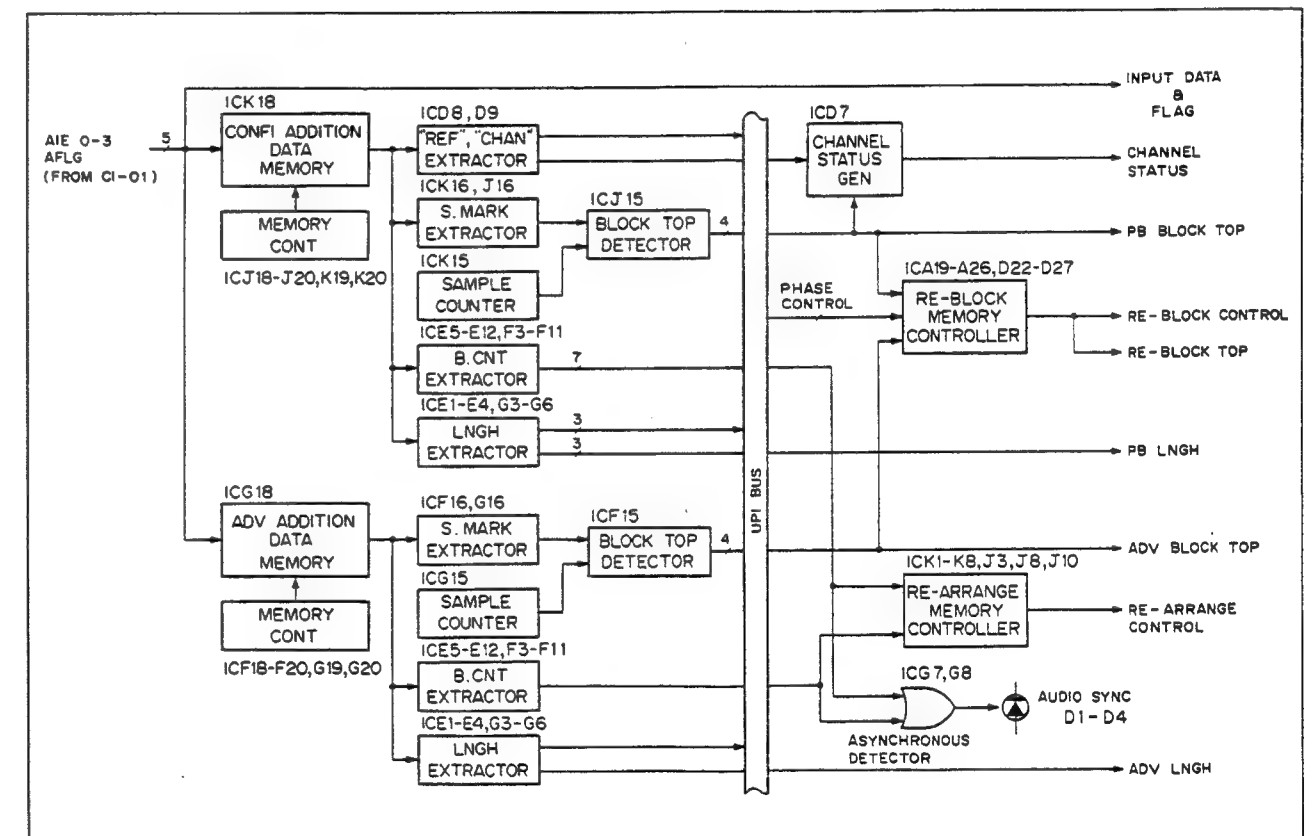 INPUT DATA
&
FLAG
ICK18
ICD8, D9
ICD7
AIE 0-3
AFLG
(FROM CI-01)
5
CONFI ADDITION
DATA
MEMORY
"REF", "CHAN"
EXTRACTOR
CHANNEL
STATUS
GEN
CHANNEL
STATUS
ICK16, J16
MEMORY
CONT
S. MARK
EXTRACTOR
ICJ15
BLOCK TOP
DETECTOR
4
PB BLOCK TOP
ICJ18-J20, K19, K20
ICK15
SAMPLE
COUNTER
PHASE
CONTROL
ICA19-A26, D22-D27
RE-BLOCK
MEMORY
CONTROLLER
RE-BLOCK CONTROL
RE-BLOCK TOP
ICE5-E12, F3-F11
B.CNT
EXTRACTOR
7
ICE1-E4, G3-G6
LNGH
EXTRACTOR
3
3
PB LNGH
UPI BUS
ICG18
ADV ADDITION
DATA
MEMORY
ICF16, G16
S. MARK
EXTRACTOR
ICF15
BLOCK TOP
DETECTOR
4
ADV BLOCK TOP
ICG15
SAMPLE
COUNTER
MEMORY
CONT
ICF18-F20, G19, G20
ICK1-K8, J3, J8, J10
RE-ARRANGE
MEMORY
CONTROLLER
RE-ARRANGE
CONTROL
ICE5-E12, F3-F11
B.CNT
EXTRACTOR
ICG7, G8
AUDIO SYNC
D1-D4
ASYNCHRONOUS
DETECTOR
ICE1-E4, G3-G6
LNGH
EXTRACTOR
ADV LNGH